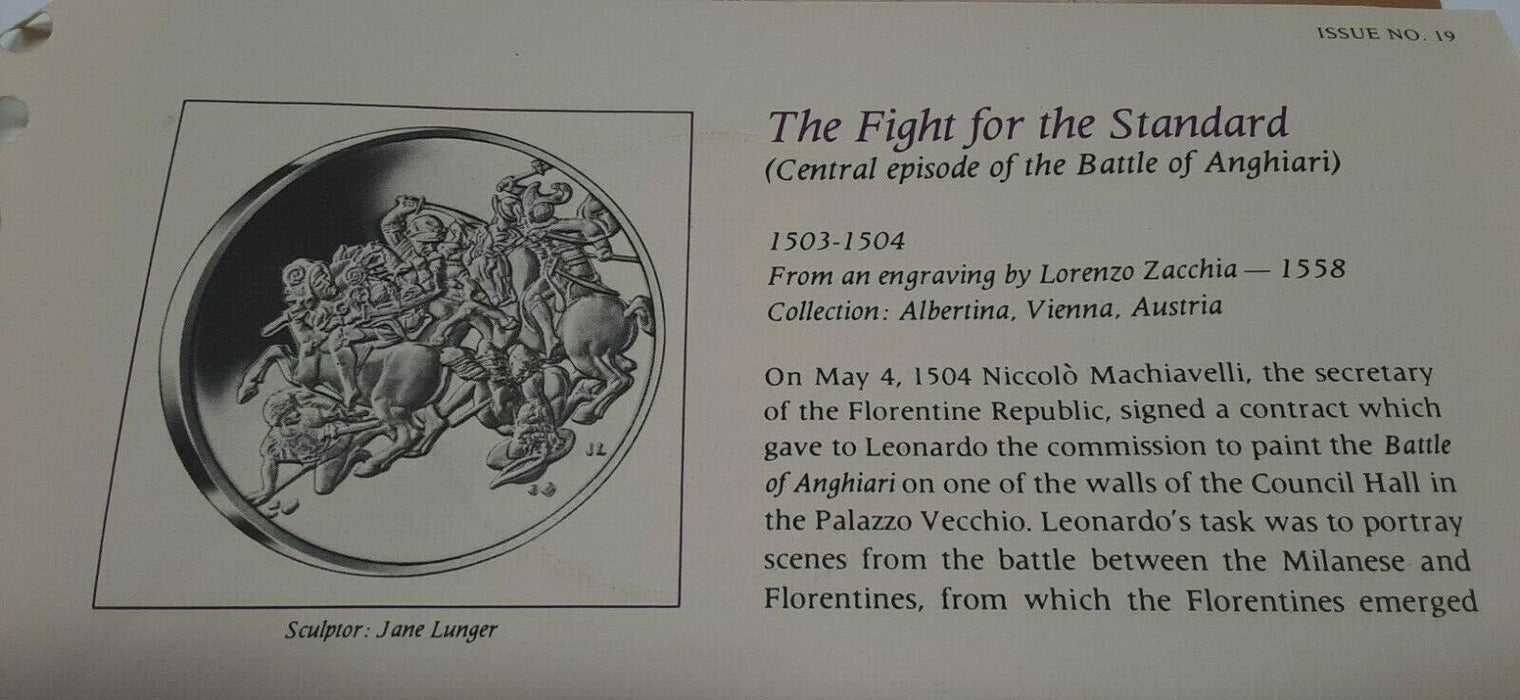 ISSUE NO. 19
The Fight for the Standard
(Central episode of the Battle of Anghiari)
1503-1504
From an engraving by Lorenzo Zacchia — 1558
Collection: Albertina, Vienna, Austria
On May 4, 1504 Niccolò Machiavelli, the secretary
of the Florentine Republic, signed a contract which
gave to Leonardo the commission to paint the Battle
of Anghiari on one of the walls of the Council Hall in
the Palazzo Vecchio. Leonardo's task was to portray
scenes from the battle between the Milanese and
Florentines, from which the Florentines emerged
JL
Sculptor: Jane Lunger